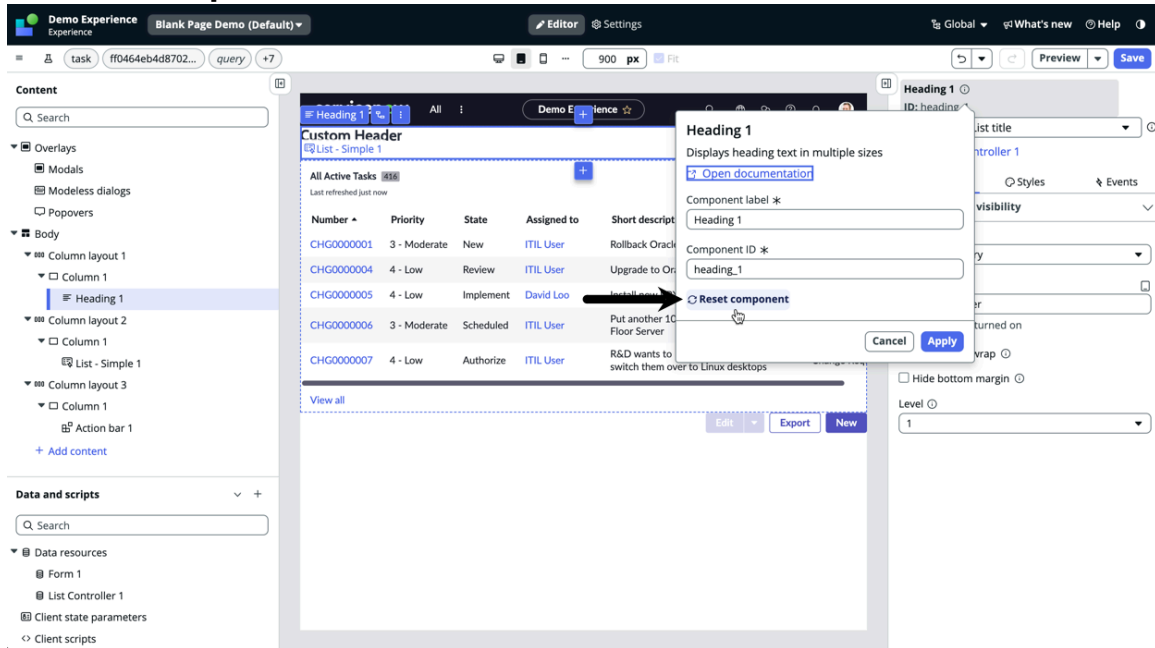 Demo Experience
Experience
Blank Page Demo (Default)
Editor
Settings
Global
What's new
Help
task
ff0464eb4d8702...
query
+7
900 px
Fit
Preview
Save
Content
Search
Overlays
Modals
Modeless dialogs
Popovers
Body
Column layout 1
Column 1
Heading 1
Column layout 2
Column 1
List - Simple 1
Column layout 3
Column 1
Action bar 1
+ Add content
Data and scripts
Search
Data resources
Form 1
List Controller 1
Client state parameters
Client scripts
Heading 1
All
Demo E
ience
Custom Header
List - Simple 1
All Active Tasks 416
Last refreshed just now
Number Priority State Assigned to Short descript
CHG0000001 3 - Moderate New ITIL User Rollback Oracl
CHG0000004 4 - Low Review ITIL User Upgrade to Or
CHG0000005 4 - Low Implement David Loo
CHG0000006 3 - Moderate Scheduled ITIL User Put another 10
Floor Server
CHG0000007 4 - Low Authorize ITIL User R&D wants to
switch them over to Linux desktops
View all
Edit
Export
New
Heading 1
Displays heading text in multiple sizes
Open documentation
Component label *
Heading 1
Component ID *
heading_1
Reset component
Cancel
Apply
Heading 1
ID: heading
ist title
ntroller 1
Styles
Events
visibility
ry
er
turned on
wrap
Hide bottom margin
Level
1